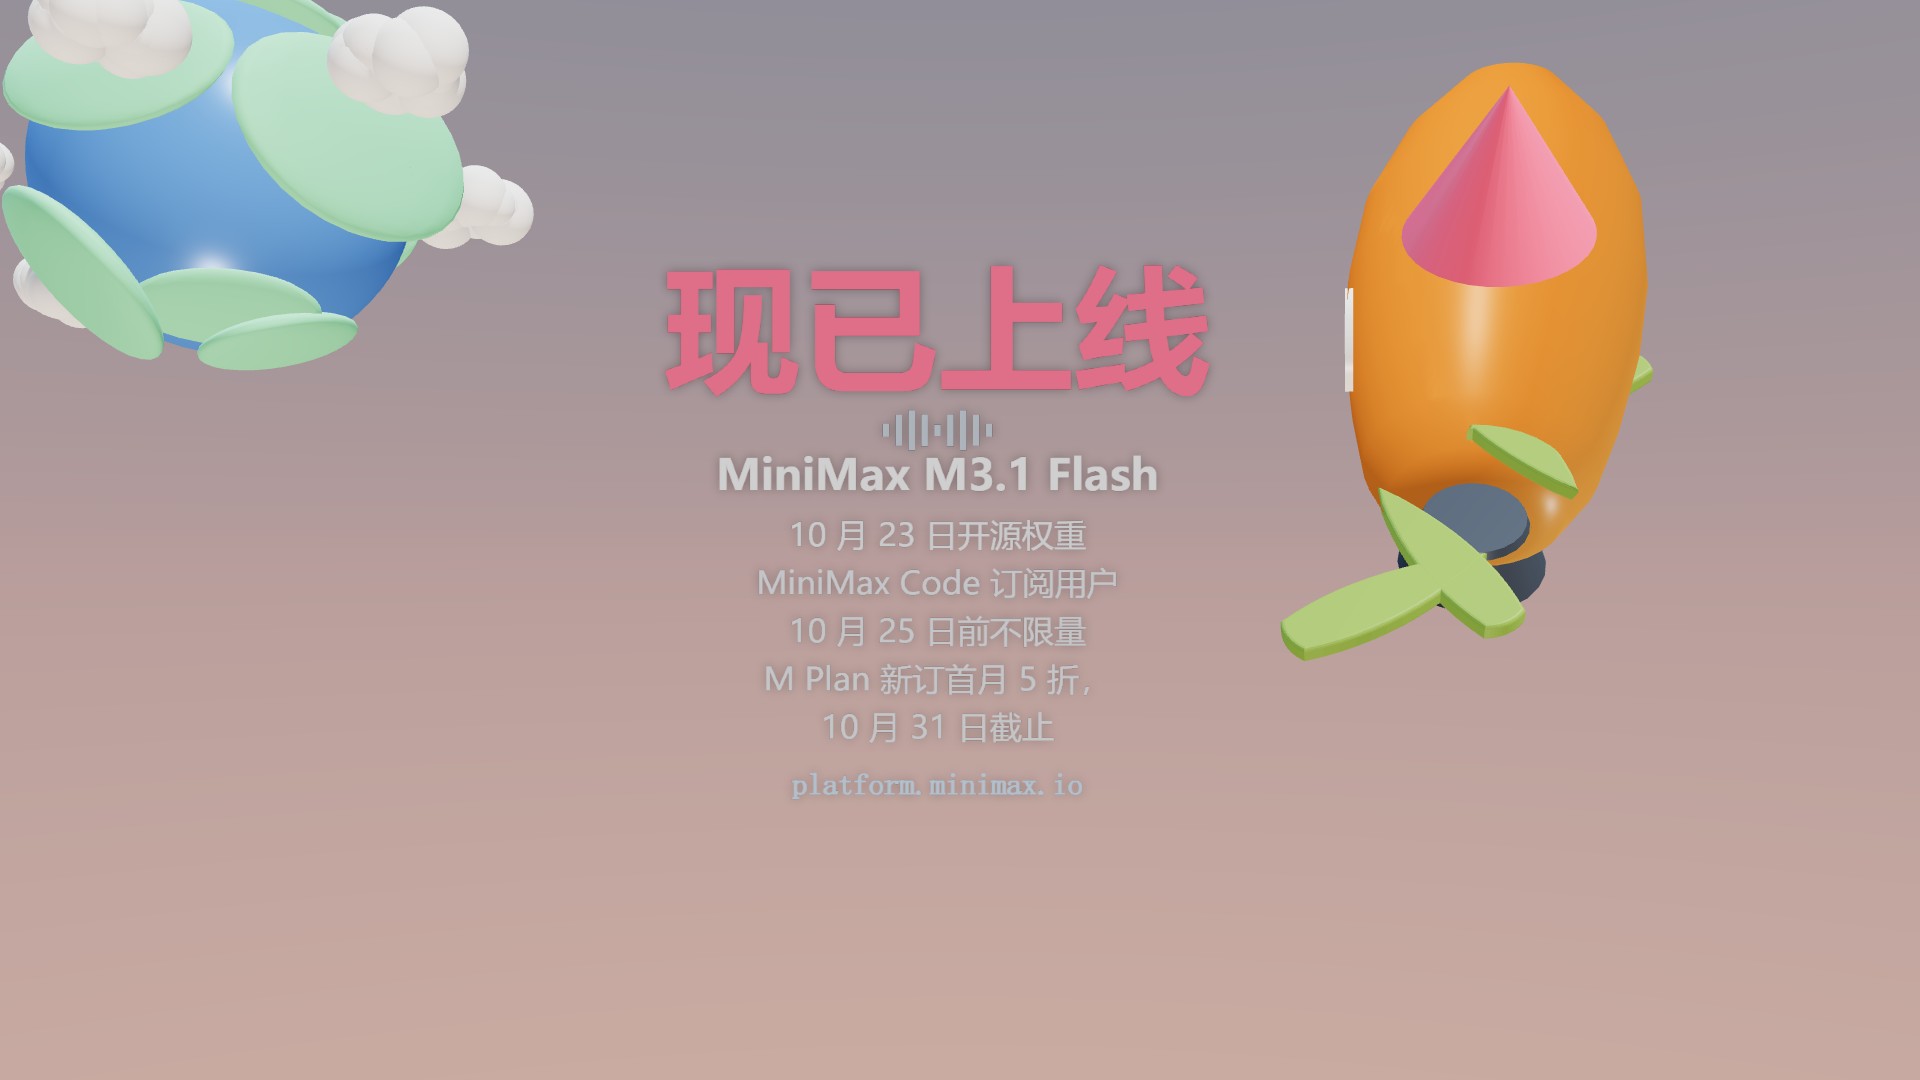 现已上线
MiniMax M3.1 Flash
10 月 23 日开源权重
MiniMax Code 订阅用户
10 月 25 日前不限量
M Plan 新订首月 5 折，
10 月 31 日截止
platform.minimax.io